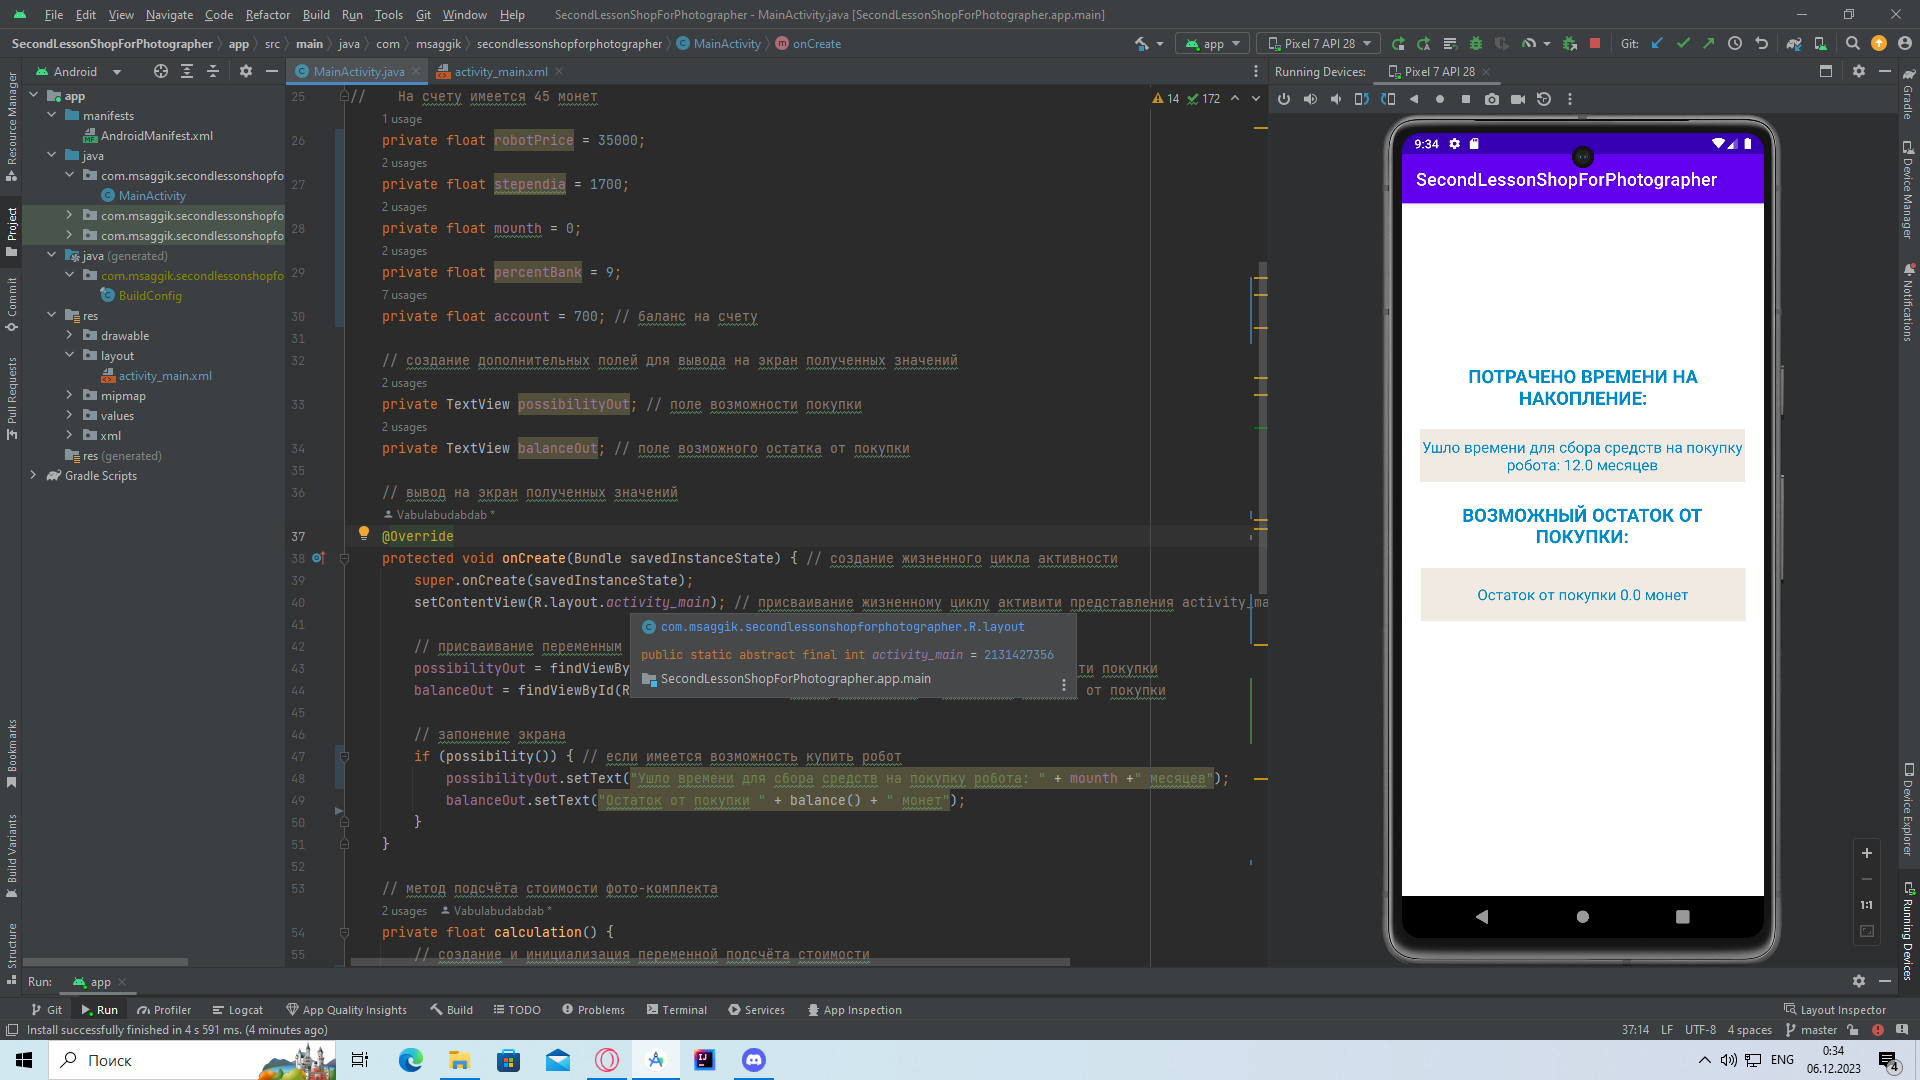 File Edit View Navigate Code Refactor Build Run Tools Git Window Help SecondLessonShopForPhotographer - MainActivity.java [SecondLessonShopForPhotographer.app.main]
SecondLessonShopForPhotographer app src main java com msaggik secondlessonshopforphotographer MainActivity onCreate
app Pixel 7 API 28 Git:
Android
MainActivity.java activity_main.xml
Running Devices: Pixel 7 API 28
Resource Manager
Project
Commit
Pull Requests
Bookmarks
Build Variants
Structure
app
manifests
AndroidManifest.xml
java
com.msaggik.secondlessonshopfo
MainActivity
com.msaggik.secondlessonshopfo
com.msaggik.secondlessonshopfo
java (generated)
com.msaggik.secondlessonshopfo
BuildConfig
res
drawable
layout
activity_main.xml
mipmap
values
xml
res (generated)
Gradle Scripts
14 172
25 // На счету имеется 45 монет
1 usage
26 private float robotPrice = 35000;
2 usages
27 private float stependia = 1700;
2 usages
28 private float mounth = 0;
2 usages
29 private float percentBank = 9;
7 usages
30 private float account = 700; // баланс на счету
31
32 // создание дополнительных полей для вывода на экран полученных значений
2 usages
33 private TextView possibilityOut; // поле возможности покупки
2 usages
34 private TextView balanceOut; // поле возможного остатка от покупки
35
36 // вывод на экран полученных значений
Vabulabudabdab *
37 @Override
38 protected void onCreate(Bundle savedInstanceState) { // создание жизненного цикла активности
39 super.onCreate(savedInstanceState);
40 setContentView(R.layout.activity_main); // присваивание жизненному циклу активити представления activity_ma
41
com.msaggik.secondlessonshopforphotographer.R.layout
public static abstract final int activity_main = 2131427356
SecondLessonShopForPhotographer.app.main
42 // присваивание переменным
43 possibilityOut = findViewBy ти покупки
44 balanceOut = findViewById(R от покупки
45
46 // запонение экрана
47 if (possibility()) { // если имеется возможность купить робот
48 possibilityOut.setText("Ушло времени для сбора средств на покупку робота: " + mounth +" месяцев");
49 balanceOut.setText("Остаток от покупки " + balance() + " монет");
50 }
51 }
52
53 // метод подсчёта стоимости фото-комплекта
2 usages Vabulabudabdab *
54 private float calculation() {
55 // создание и инициализация переменной подсчёта стоимости
9:34
SecondLessonShopForPhotographer
ПОТРАЧЕНО ВРЕМЕНИ НА
НАКОПЛЕНИЕ:
Ушло времени для сбора средств на покупку
робота: 12.0 месяцев
ВОЗМОЖНЫЙ ОСТАТОК ОТ
ПОКУПКИ:
Остаток от покупки 0.0 монет
1:1
Gradle
Device Manager
Notifications
Device Explorer
Running Devices
Run: app
Git Run Profiler Logcat App Quality Insights Build TODO Problems Terminal Services App Inspection Layout Inspector
Install successfully finished in 4 s 591 ms. (4 minutes ago) 37:14 LF UTF-8 4 spaces master
Поиск
ENG
0:34
06.12.2023
4